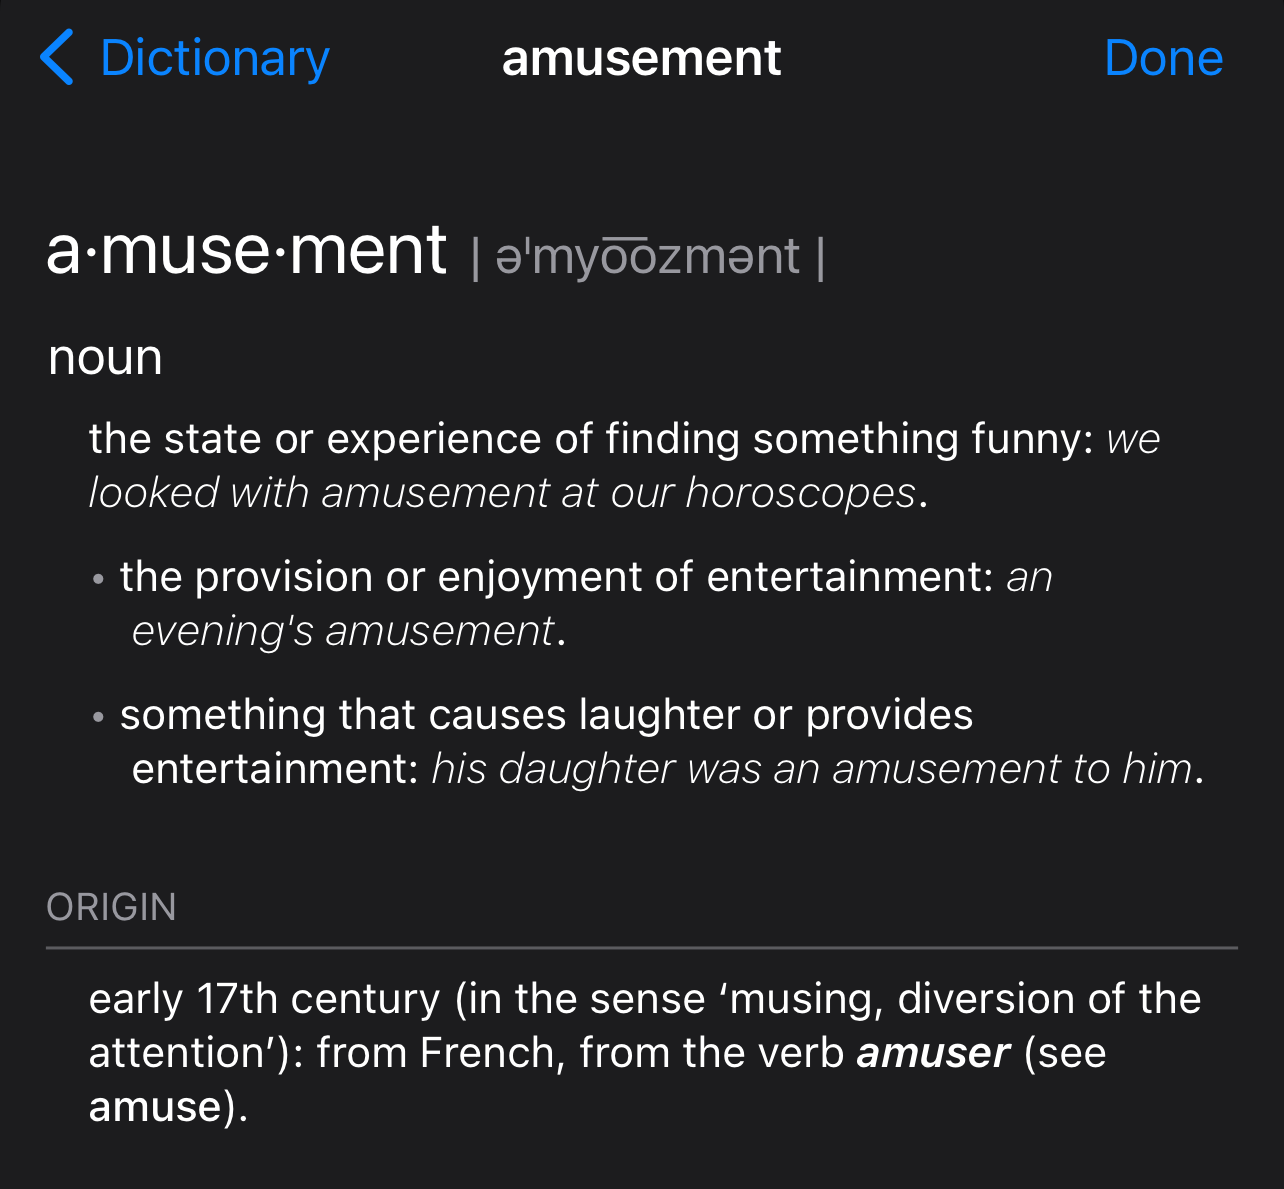 Dictionary amusement Done
a·muse·ment | əˈmyo͞ozmənt |
noun
the state or experience of finding something funny: we
looked with amusement at our horoscopes.
• the provision or enjoyment of entertainment: an
evening's amusement.
• something that causes laughter or provides
entertainment: his daughter was an amusement to him.
ORIGIN
early 17th century (in the sense ‘musing, diversion of the
attention’): from French, from the verb amuser (see
amuse).